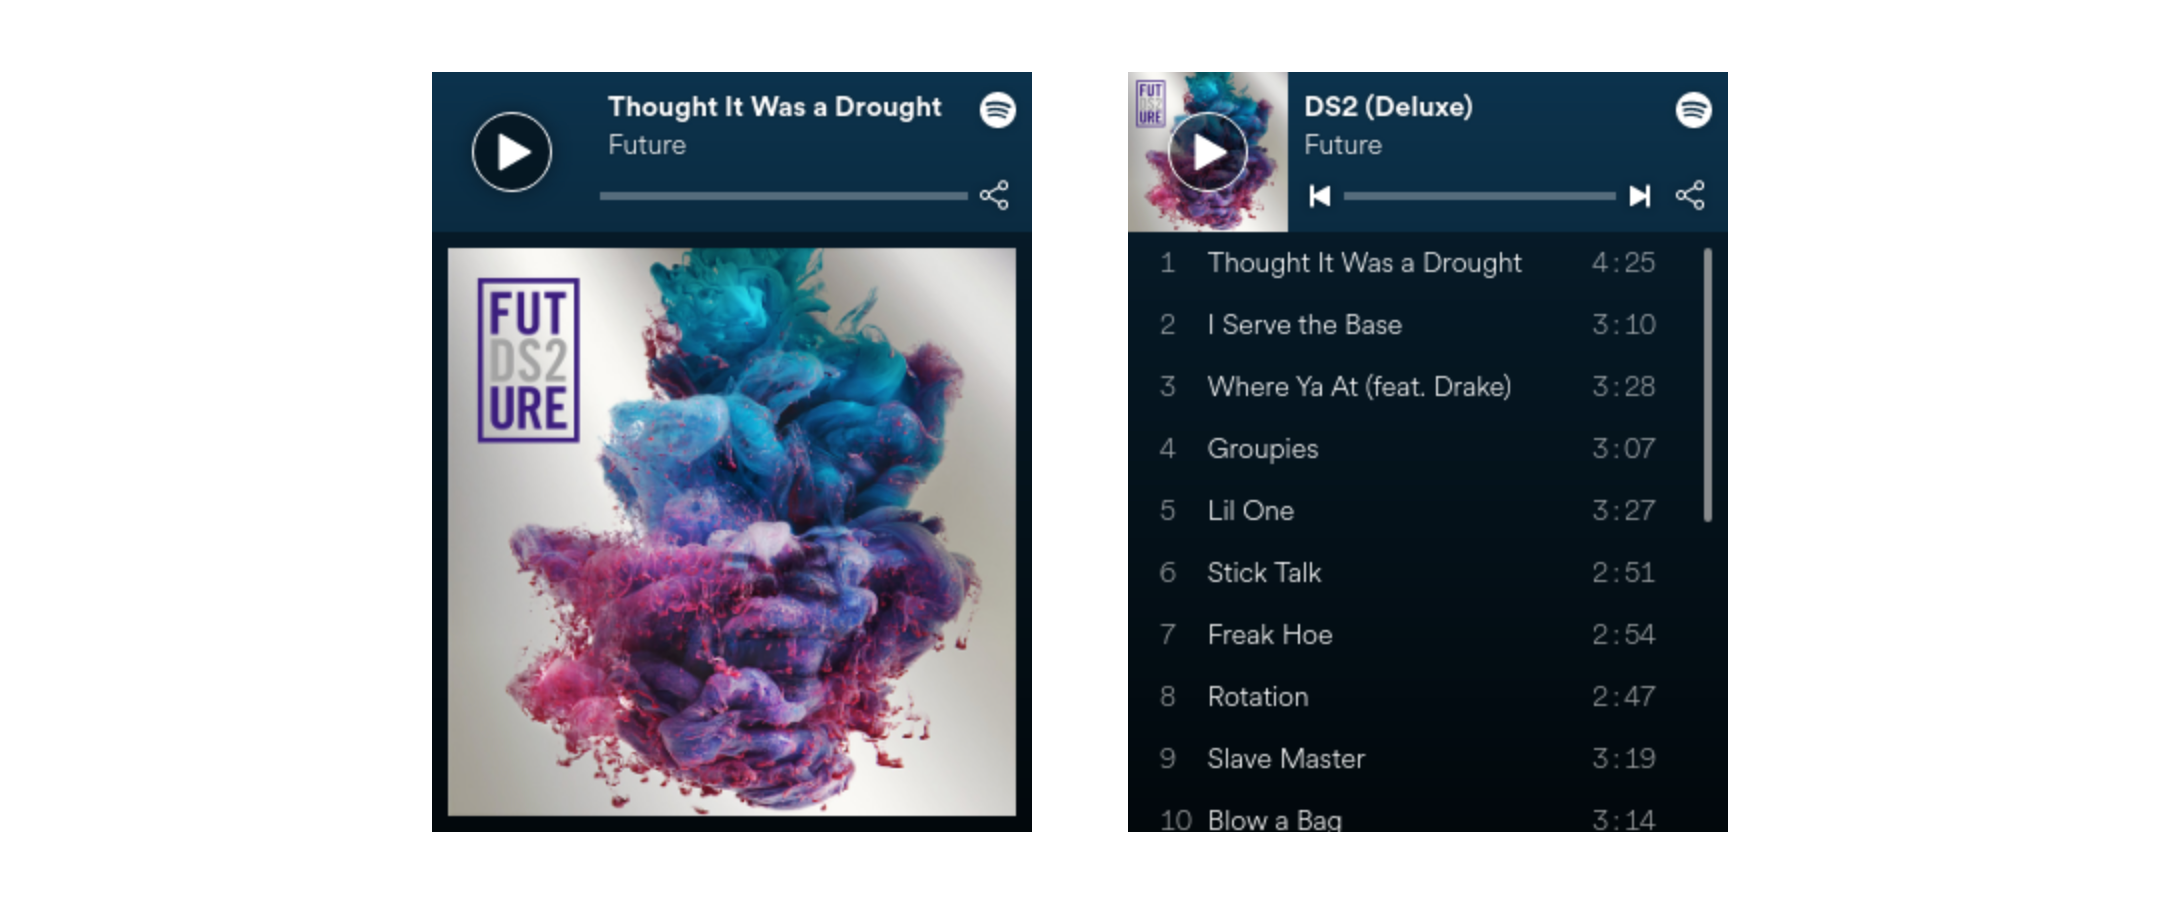 Thought It Was a Drought
Future
FUT
DS2
URE
FUT
DS2
URE
DS2 (Deluxe)
Future
1 Thought It Was a Drought 4:25
2 I Serve the Base 3:10
3 Where Ya At (feat. Drake) 3:28
4 Groupies 3:07
5 Lil One 3:27
6 Stick Talk 2:51
7 Freak Hoe 2:54
8 Rotation 2:47
9 Slave Master 3:19
10 Blow a Bag 3:14